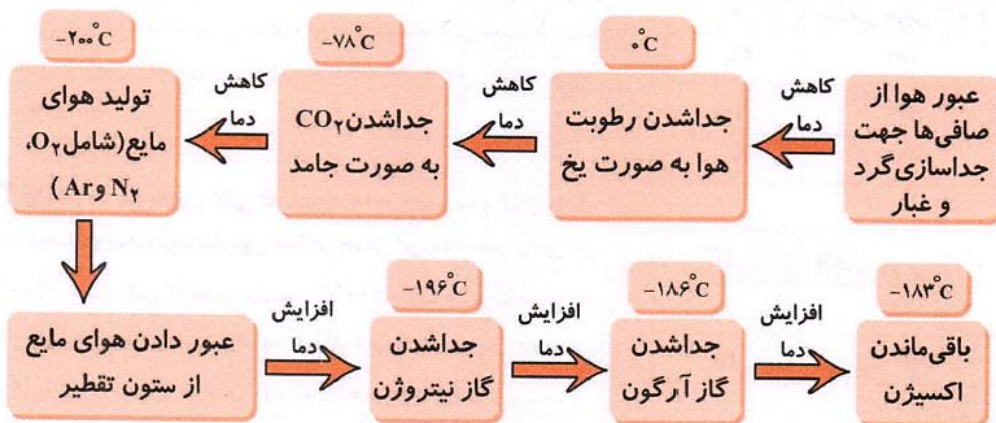 ۰°C
−۷۸°C
−۲۰۰°C
عبور هوا از
صافی‌ها جهت
جداسازی گرد
و غبار
کاهش
دما
جداشدن رطوبت
هوا به صورت یخ
کاهش
دما
جداشدن CO۲
به صورت جامد
کاهش
دما
تولید هوای
مایع (شامل O۲،
N۲ و Ar)
عبور دادن هوای مایع
از ستون تقطیر
افزایش
دما
−۱۹۶°C
جداشدن
گاز نیتروژن
افزایش
دما
−۱۸۶°C
جداشدن
گاز آرگون
افزایش
دما
−۱۸۳°C
باقی‌ماندن
اکسیژن